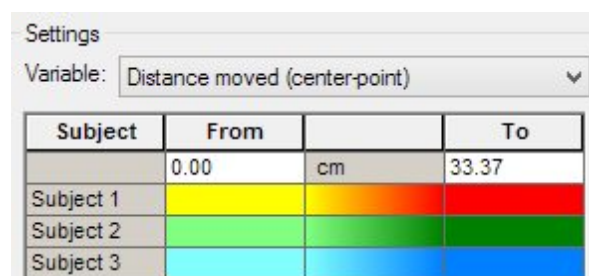 Settings
Variable: Distance moved (center-point)
Subject From To
0.00 cm 33.37
Subject 1
Subject 2
Subject 3